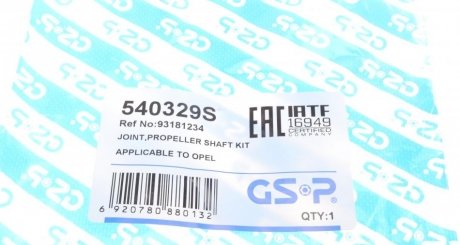 540329S
Ref No:93181234
JOINT,PROPELLER SHAFT KIT
APPLICABLE TO OPEL
EAC
IATF
16949
CERTIFIED
COMPANY
GSP
QTY:1
6 920780 880132